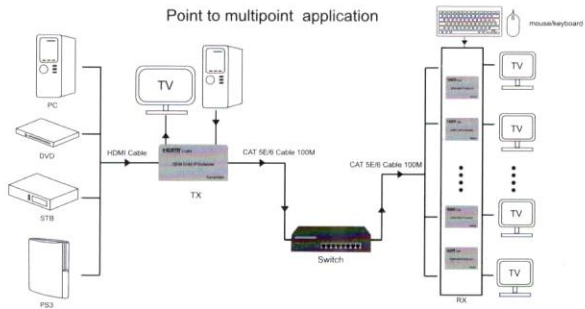 Point to multipoint application
mouse/keyboard
TV
TV
PC
TV
HDMI Cable
CAT 5E/6 Cable 100M
CAT 5E/6 Cable 100M
DVD
TX
TV
STB
TV
Switch
PS3
TV
RX